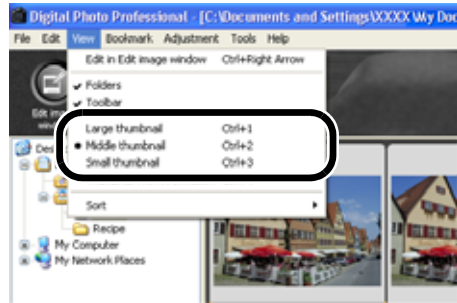 Digital Photo Professional - [C:\Documents and Settings\XXXX\My Doc
File Edit View Bookmark Adjustment Tools Help
Edit in Edit image window Ctrl+Right Arrow
Folders
Toolbar
Large thumbnail Ctrl+1
Middle thumbnail Ctrl+2
Small thumbnail Ctrl+3
Sort
Recipe
My Computer
My Network Places